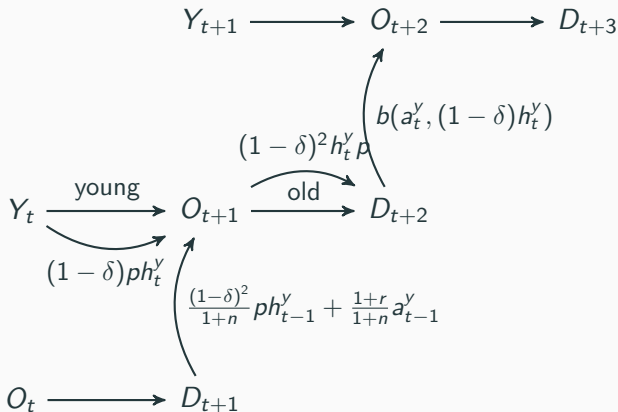 Y_{t+1} O_{t+2} D_{t+3}
b(a_t^y, (1 − δ)h_t^y)
(1 − δ)^2 h_t^y p
young old
Y_t O_{t+1} D_{t+2}
(1 − δ)ph_t^y
\frac{(1−δ)^2}{1+n} ph_{t−1}^y + \frac{1+r}{1+n} a_{t−1}^y
O_t D_{t+1}